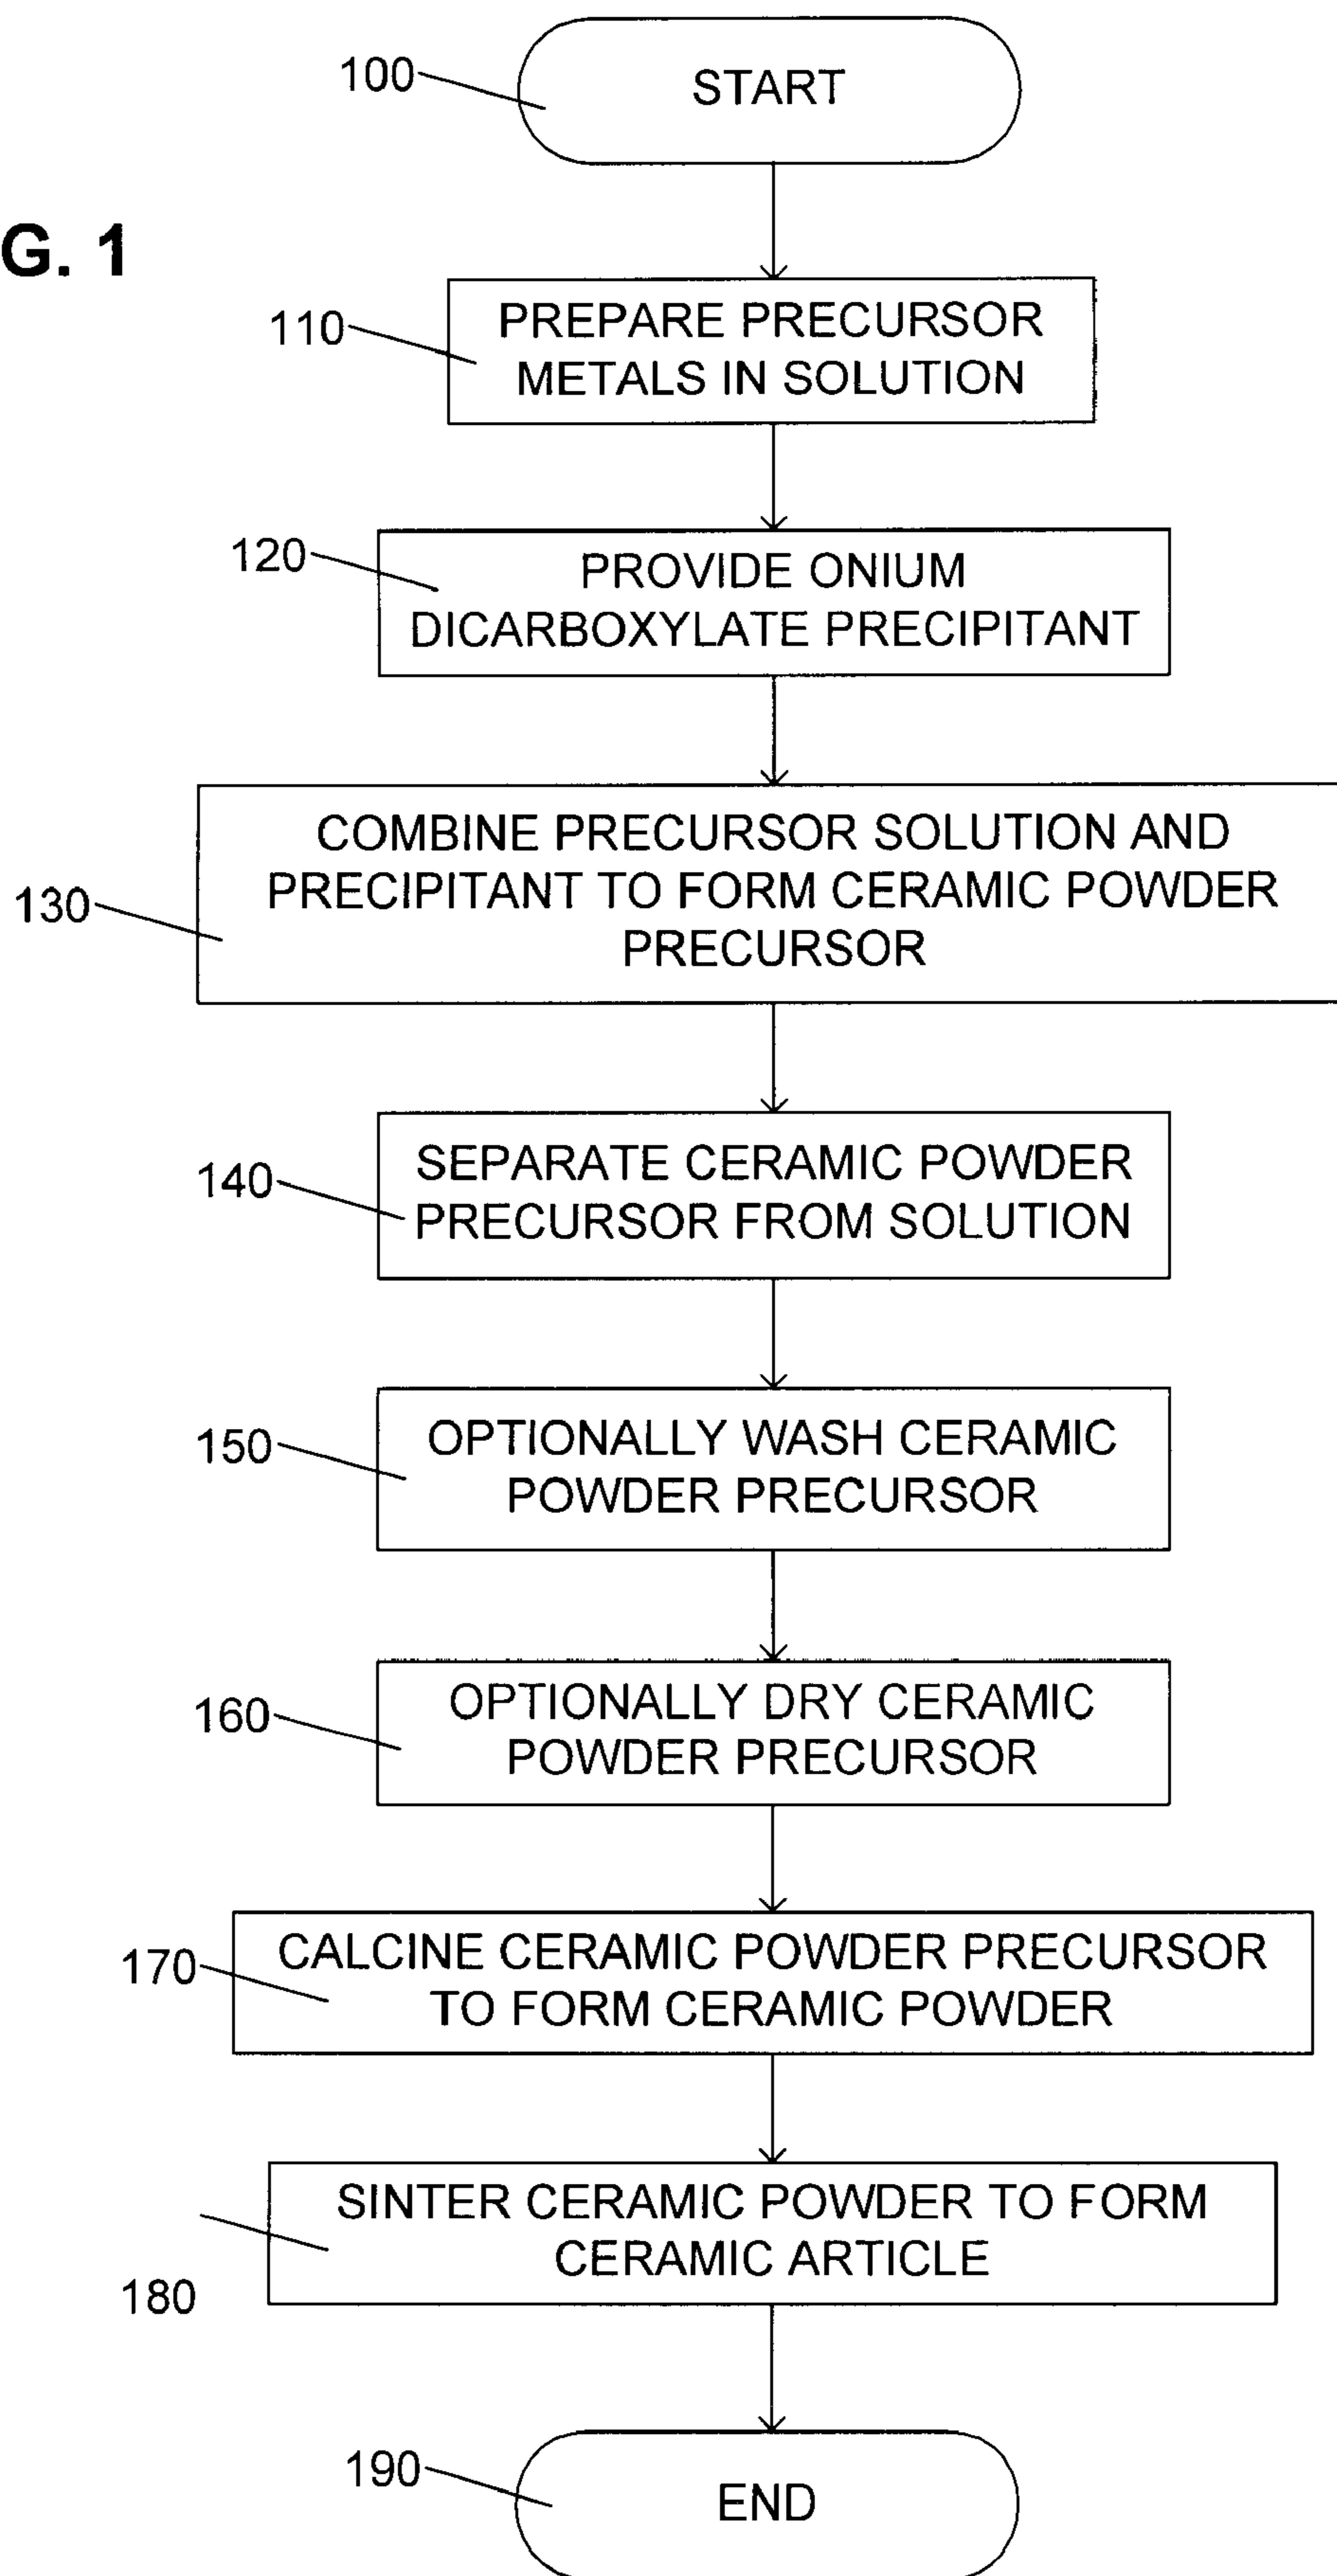 100
START
G. 1
110
PREPARE PRECURSOR
METALS IN SOLUTION
120
PROVIDE ONIUM
DICARBOXYLATE PRECIPITANT
130
COMBINE PRECURSOR SOLUTION AND
PRECIPITANT TO FORM CERAMIC POWDER
PRECURSOR
140
SEPARATE CERAMIC POWDER
PRECURSOR FROM SOLUTION
150
OPTIONALLY WASH CERAMIC
POWDER PRECURSOR
160
OPTIONALLY DRY CERAMIC
POWDER PRECURSOR
170
CALCINE CERAMIC POWDER PRECURSOR
TO FORM CERAMIC POWDER
180
SINTER CERAMIC POWDER TO FORM
CERAMIC ARTICLE
190
END